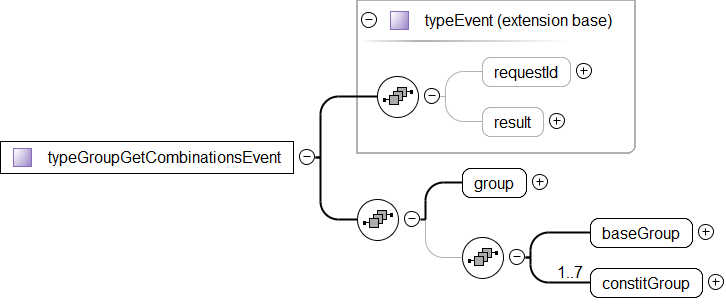 typeEvent (extension base)
requestId
result
typeGroupGetCombinationsEvent
group
baseGroup
1..7
constitGroup